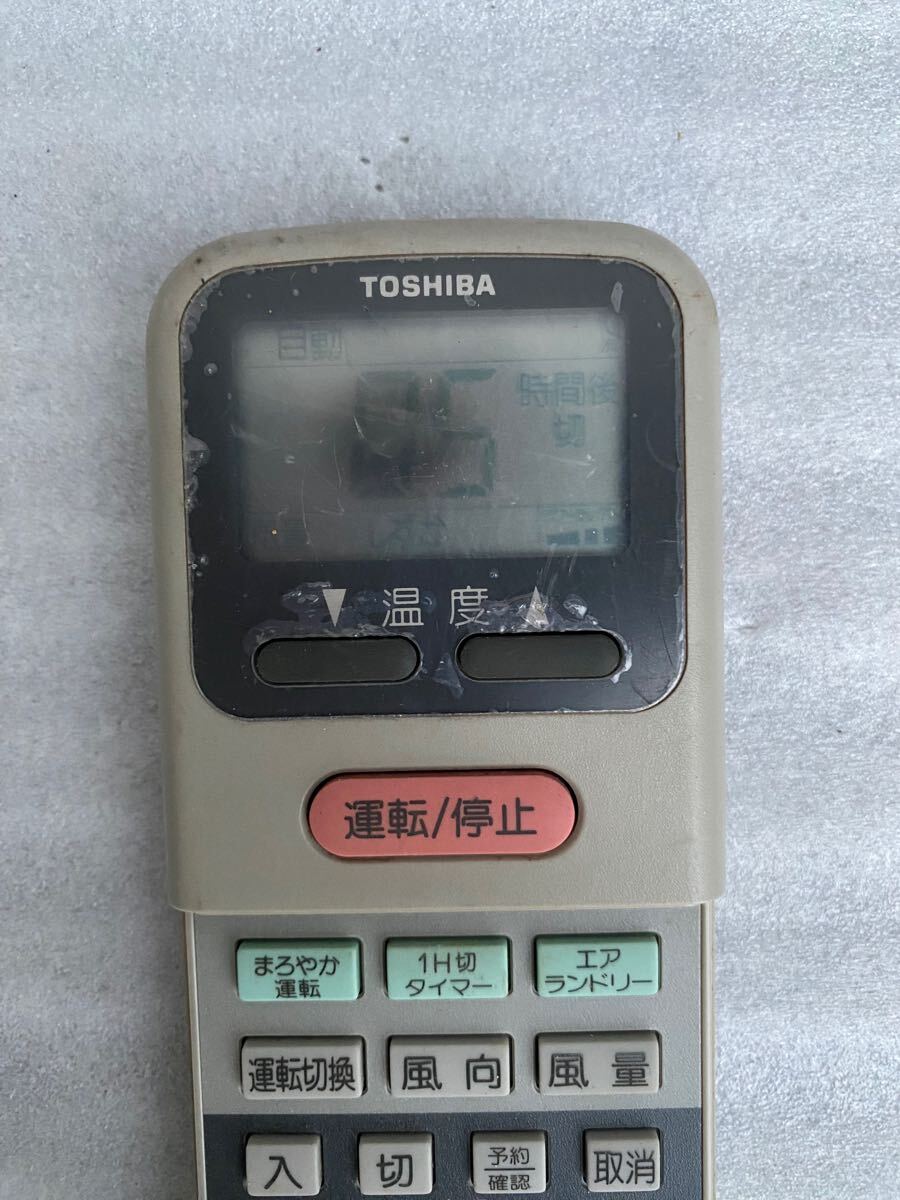 TOSHIBA
自動
時間後
切
▼ 温度 ▲
運転/停止
まろやか
運転
1H切
タイマー
エア
ランドリー
運転切換
風向
風量
入
切
予約
確認
取消